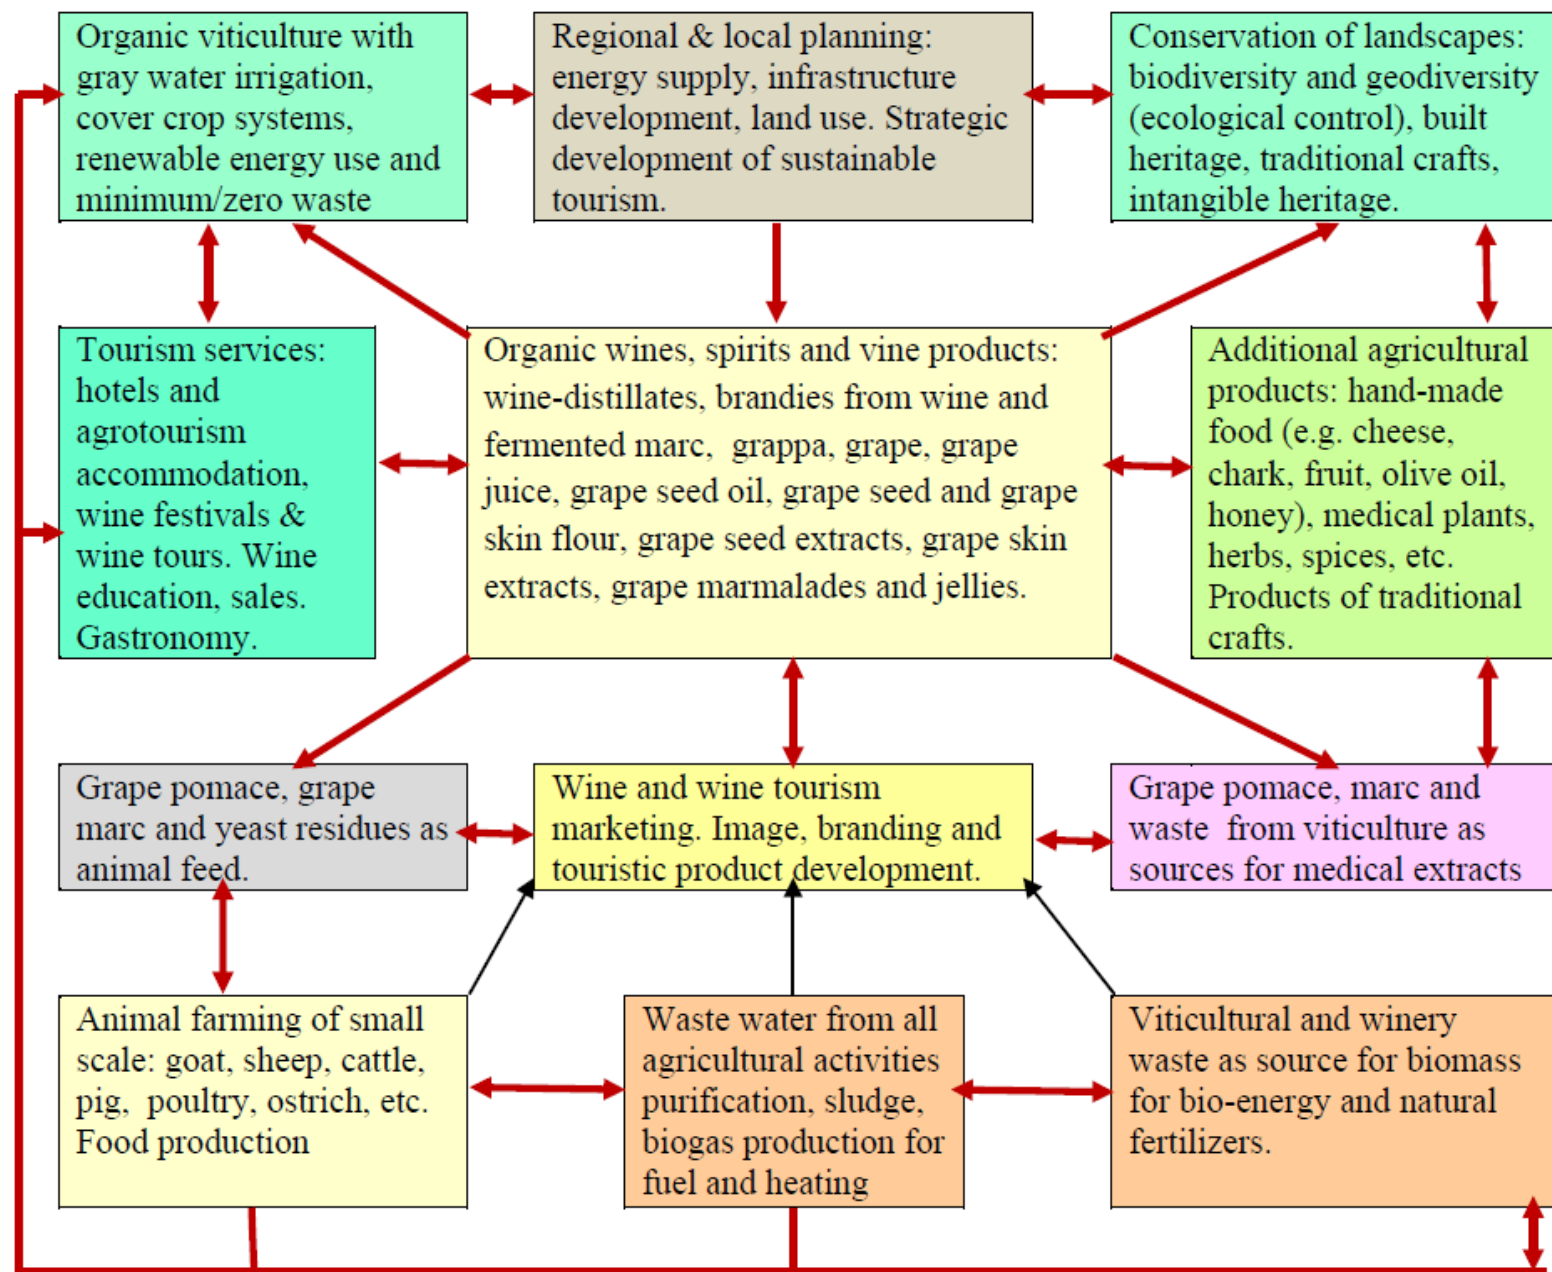 Organic viticulture with
gray water irrigation,
cover crop systems,
renewable energy use and
minimum/zero waste
Regional & local planning:
energy supply, infrastructure
development, land use. Strategic
development of sustainable
tourism.
Conservation of landscapes:
biodiversity and geodiversity
(ecological control), built
heritage, traditional crafts,
intangible heritage.
Tourism services:
hotels and
agrotourism
accommodation,
wine festivals &
wine tours. Wine
education, sales.
Gastronomy.
Organic wines, spirits and vine products:
wine-distillates, brandies from wine and
fermented marc, grappa, grape, grape
juice, grape seed oil, grape seed and grape
skin flour, grape seed extracts, grape skin
extracts, grape marmalades and jellies.
Additional agricultural
products: hand-made
food (e.g. cheese,
chark, fruit, olive oil,
honey), medical plants,
herbs, spices, etc.
Products of traditional
crafts.
Grape pomace, grape
marc and yeast residues as
animal feed.
Wine and wine tourism
marketing. Image, branding and
touristic product development.
Grape pomace, marc and
waste from viticulture as
sources for medical extracts
Animal farming of small
scale: goat, sheep, cattle,
pig, poultry, ostrich, etc.
Food production
Waste water from all
agricultural activities
purification, sludge,
biogas production for
fuel and heating
Viticultural and winery
waste as source for biomass
for bio-energy and natural
fertilizers.